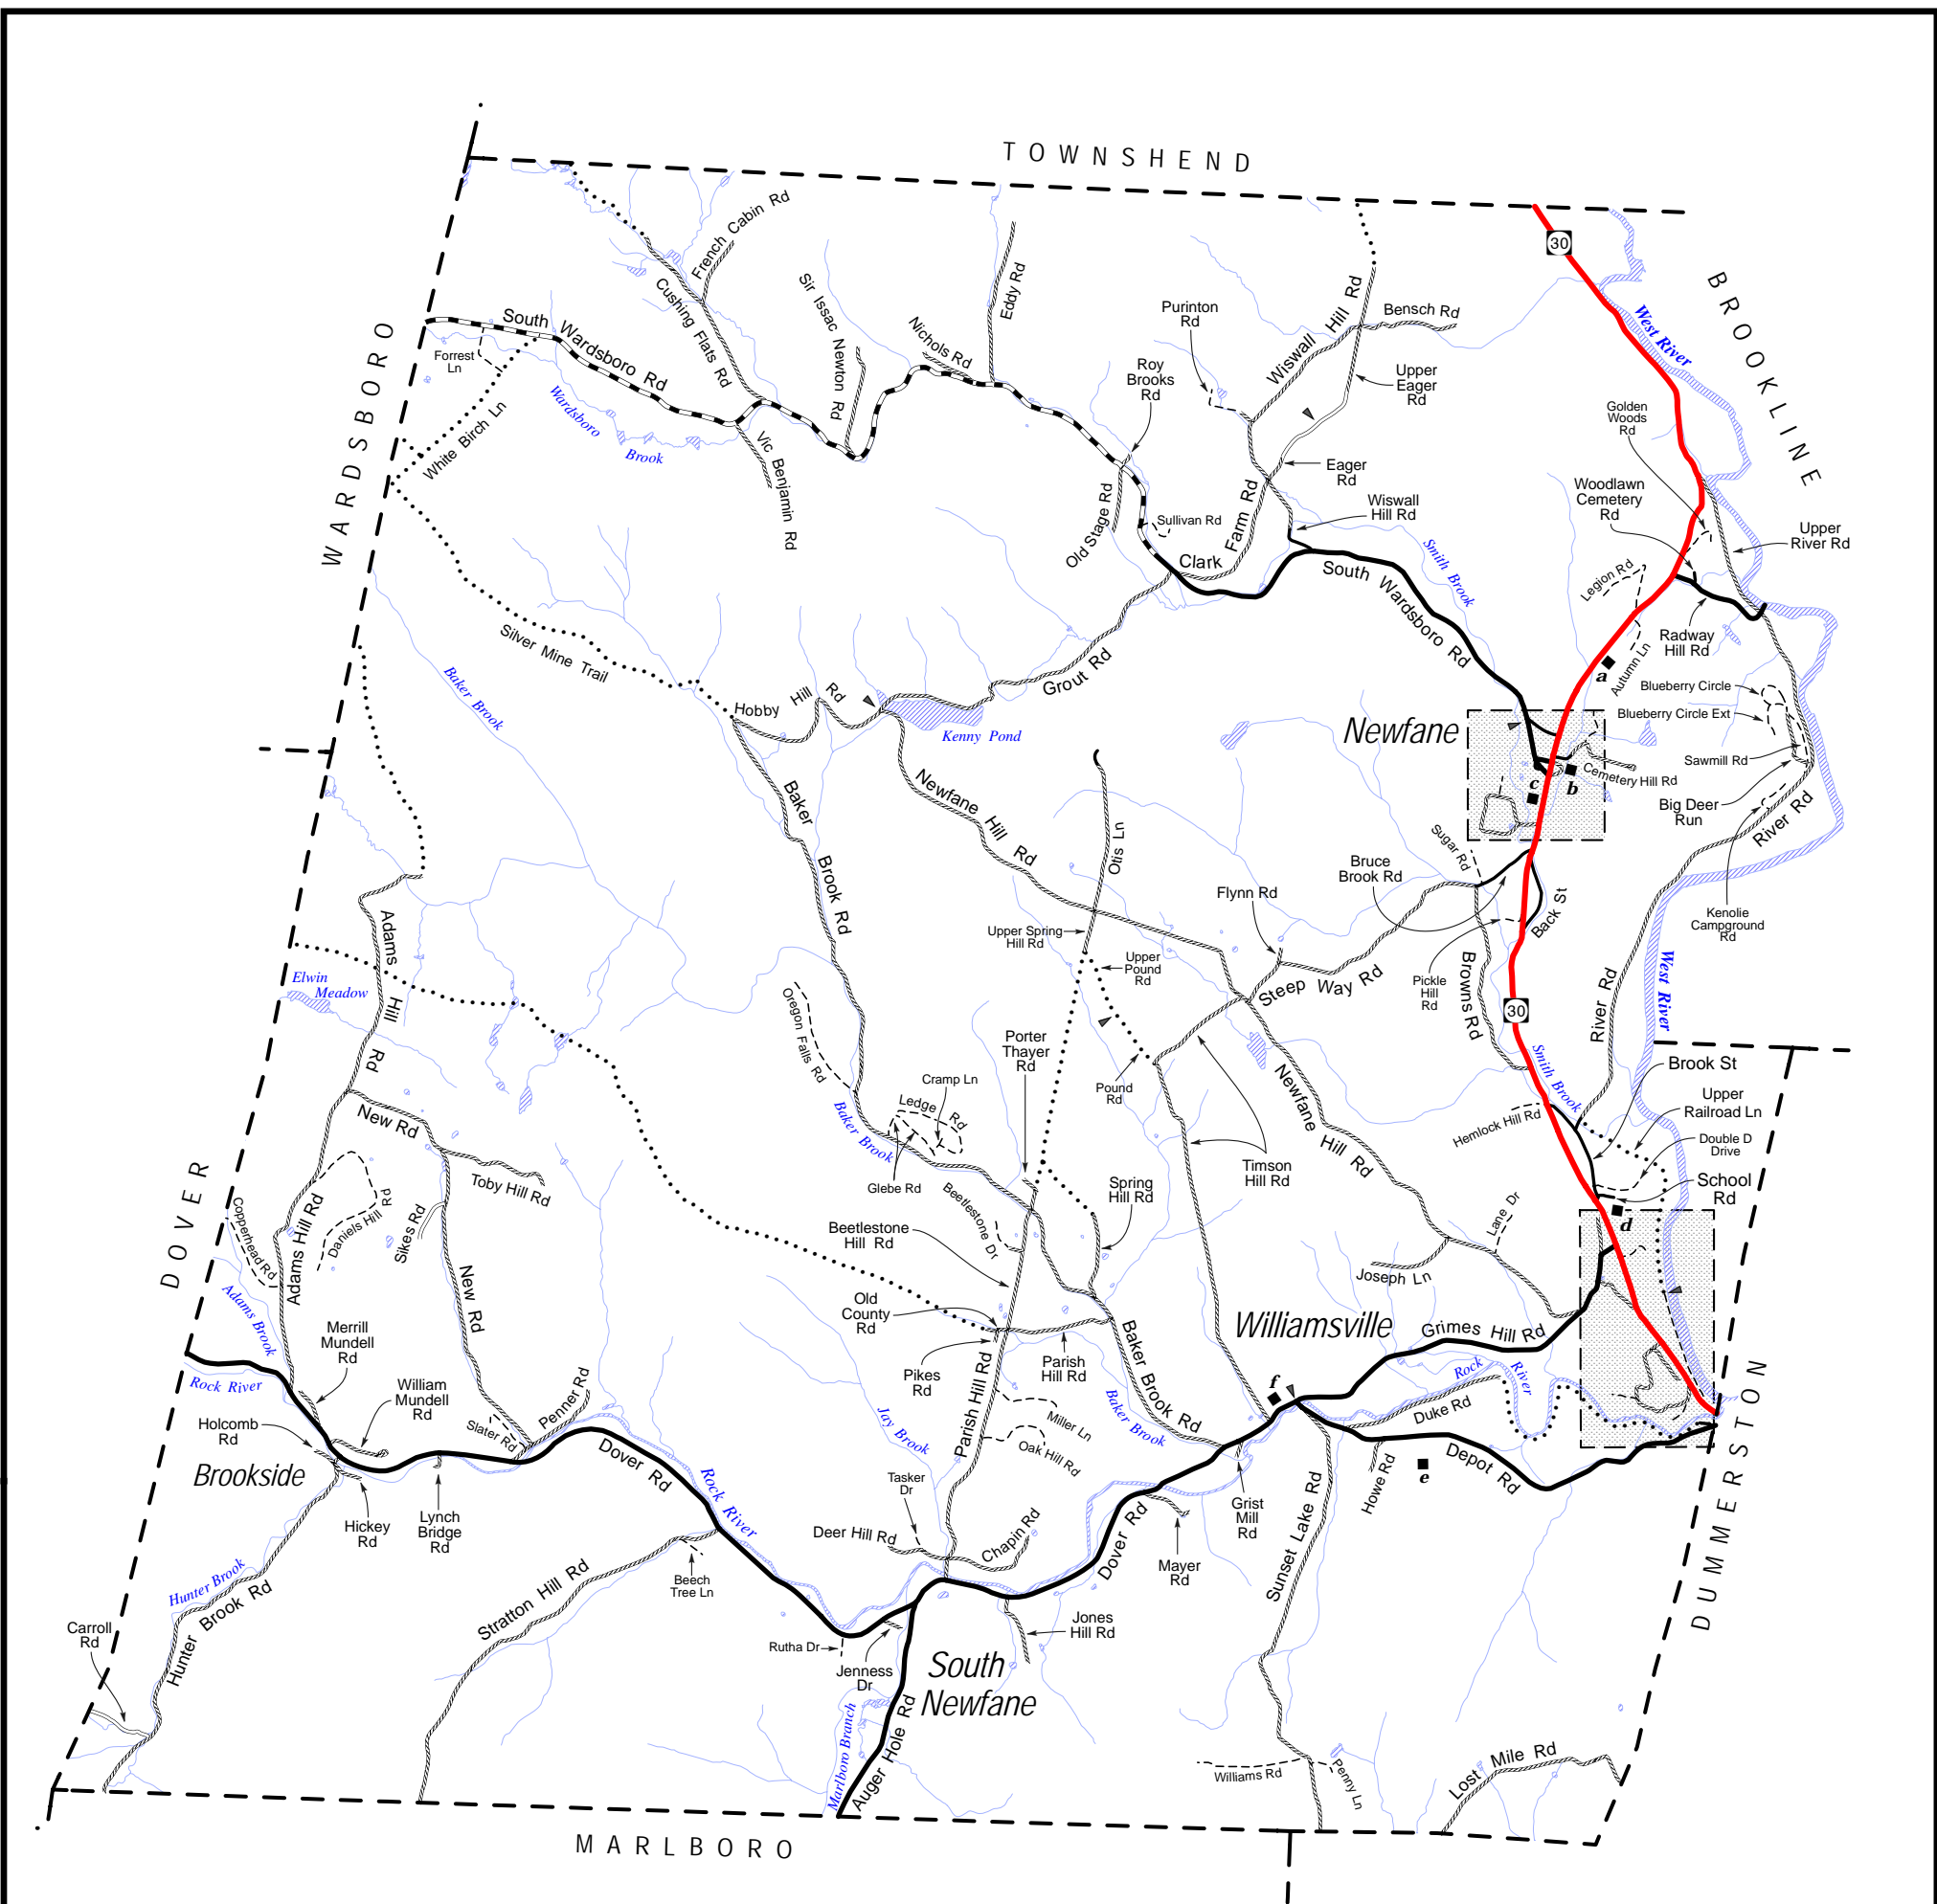 TOWNSHEND
30
BROOKLINE
WARDSBORO
French Cabin Rd
Cushing Flats Rd
Sir Issac Newton Rd
Nichols Rd
Eddy Rd
South Wardsboro Rd
Forrest
Ln
White Birch Ln
Wardsboro
Brook
Vic Benjamin Rd
Purinton
Rd
Wiswall Hill Rd
Bensch Rd
Upper
Eager
Rd
Roy
Brooks
Rd
Eager
Rd
Wiswall
Hill Rd
Old Stage Rd
Sullivan Rd
Clark Farm Rd
South Wardsboro Rd
Smith Brook
West River
Golden
Woods
Rd
Woodlawn
Cemetery
Rd
Upper
River Rd
Legion Rd
Radway
Hill Rd
Autumn Ln
a
Blueberry Circle
Blueberry Circle Ext
Sawmill Rd
Big Deer
Run
River Rd
Kenolie
Campground
Rd
Silver Mine Trail
Baker Brook
Hobby Hill Rd
Grout Rd
Kenny Pond
Newfane
Cemetery Hill Rd
b
c
Sugar Rd
Bruce
Brook Rd
Back St
Flynn Rd
Newfane Hill Rd
Otis Ln
Baker Brook Rd
Upper Spring
Hill Rd
Upper
Pound
Rd
Steep Way Rd
Browns Rd
Pickle
Hill
Rd
30
River Rd
West River
Adams Hill Rd
Elwin
Meadow
Oregon Falls Rd
Porter
Thayer
Rd
Cramp Ln
Ledge Rd
Pound
Rd
Newfane Hill Rd
Smith Brook
Brook St
Upper
Railroad Ln
Double D
Drive
School
Rd
Hemlock Hill Rd
d
New Rd
Toby Hill Rd
Baker Brook
Glebe Rd
Beetlestone Dr
Spring
Hill Rd
Timson
Hill Rd
Lane Dr
Joseph Ln
DOVER
Copperhead Rd
Adams Hill Rd
Daniels Hill Rd
Sikes Rd
New Rd
Beetlestone
Hill Rd
Old
County
Rd
Pikes
Rd
Parish
Hill Rd
Parish Hill Rd
Baker Brook Rd
Baker Brook
Miller Ln
Oak Hill Rd
Williamsville
Grimes Hill Rd
Rock
River
Duke Rd
f
Adams Brook
Rock River
Merrill
Mundell
Rd
William
Mundell
Rd
Holcomb
Rd
Brookside
Slater Rd
Penner Rd
Dover Rd
Rock River
Jay Brook
Tasker
Dr
Deer Hill Rd
Chapin Rd
Dover Rd
Grist
Mill
Rd
Mayer
Rd
Howe Rd
e
Depot Rd
Sunset Lake Rd
DUMMERSTON
Hickey
Rd
Lynch
Bridge
Rd
Hunter Brook
Hunter Brook Rd
Carroll
Rd
Stratton Hill Rd
Beech
Tree Ln
Rutha Dr
Jenness
Dr
Jones
Hill Rd
South
Newfane
Marlboro Branch
Auger Hole Rd
Williams Rd
Penny Ln
Lost Mile Rd
MARLBORO